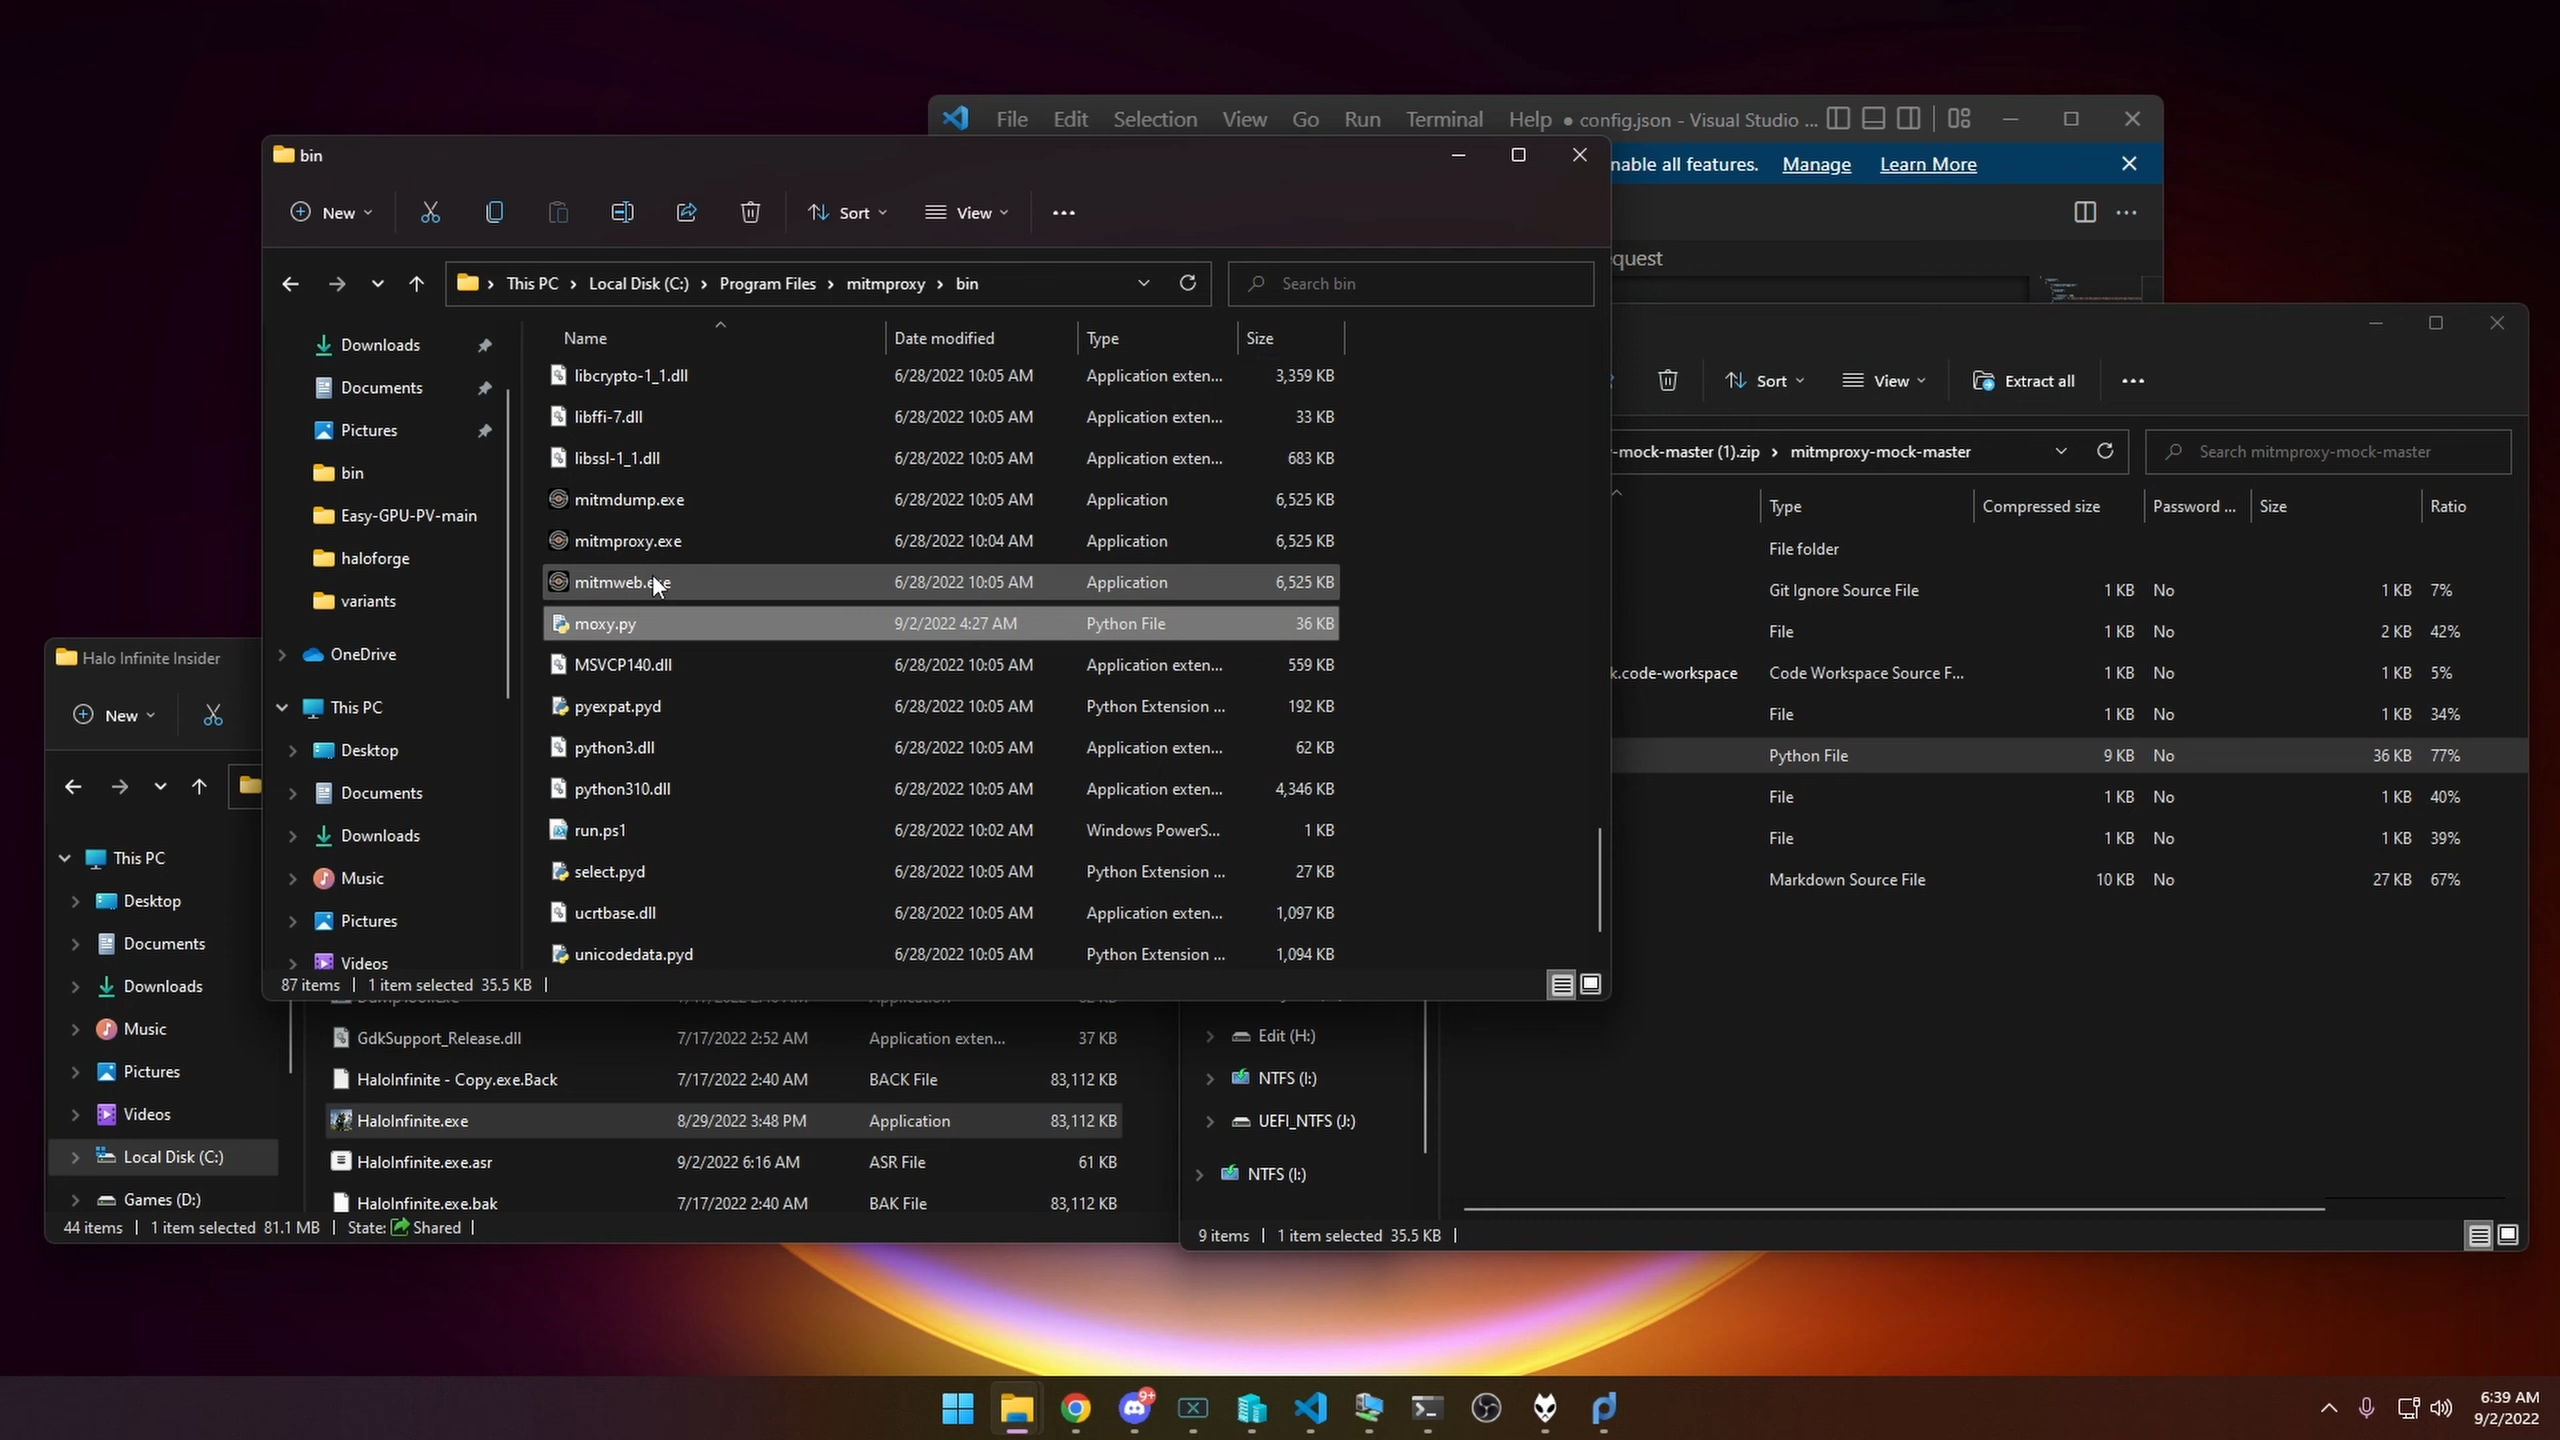 File Edit Selection View Go Run Terminal Help ● config.json - Visual Studio ...
nable all features. Manage Learn More
quest
bin
New
Sort
View
This PC > Local Disk (C:) > Program Files > mitmproxy > bin
Search bin
Downloads
Documents
Pictures
bin
Easy-GPU-PV-main
haloforge
variants
OneDrive
This PC
Desktop
Documents
Downloads
Music
Pictures
Videos
Name Date modified Type Size
libcrypto-1_1.dll 6/28/2022 10:05 AM Application exten... 3,359 KB
libffi-7.dll 6/28/2022 10:05 AM Application exten... 33 KB
libssl-1_1.dll 6/28/2022 10:05 AM Application exten... 683 KB
mitmdump.exe 6/28/2022 10:05 AM Application 6,525 KB
mitmproxy.exe 6/28/2022 10:04 AM Application 6,525 KB
mitmweb.exe 6/28/2022 10:05 AM Application 6,525 KB
moxy.py 9/2/2022 4:27 AM Python File 36 KB
MSVCP140.dll 6/28/2022 10:05 AM Application exten... 559 KB
pyexpat.pyd 6/28/2022 10:05 AM Python Extension ... 192 KB
python3.dll 6/28/2022 10:05 AM Application exten... 62 KB
python310.dll 6/28/2022 10:05 AM Application exten... 4,346 KB
run.ps1 6/28/2022 10:02 AM Windows PowerS... 1 KB
select.pyd 6/28/2022 10:05 AM Python Extension ... 27 KB
ucrtbase.dll 6/28/2022 10:05 AM Application exten... 1,097 KB
unicodedata.pyd 6/28/2022 10:05 AM Python Extension ... 1,094 KB
87 items 1 item selected 35.5 KB
Sort
View
Extract all
-mock-master (1).zip > mitmproxy-mock-master
Search mitmproxy-mock-master
Type Compressed size Password ... Size Ratio
File folder
Git Ignore Source File 1 KB No 1 KB 7%
File 1 KB No 2 KB 42%
k.code-workspace Code Workspace Source F... 1 KB No 1 KB 5%
File 1 KB No 1 KB 34%
Python File 9 KB No 36 KB 77%
File 1 KB No 1 KB 40%
File 1 KB No 1 KB 39%
Markdown Source File 10 KB No 27 KB 67%
Edit (H:)
NTFS (I:)
UEFI_NTFS (J:)
NTFS (I:)
9 items 1 item selected 35.5 KB
Halo Infinite Insider
New
This PC
Desktop
Documents
Downloads
Music
Pictures
Videos
Local Disk (C:)
Games (D:)
GdkSupport_Release.dll 7/17/2022 2:52 AM Application exten... 37 KB
HaloInfinite - Copy.exe.Back 7/17/2022 2:40 AM BACK File 83,112 KB
HaloInfinite.exe 8/29/2022 3:48 PM Application 83,112 KB
HaloInfinite.exe.asr 9/2/2022 6:16 AM ASR File 61 KB
HaloInfinite.exe.bak 7/17/2022 2:40 AM BAK File 83,112 KB
44 items 1 item selected 81.1 MB State: Shared
9+
6:39 AM
9/2/2022